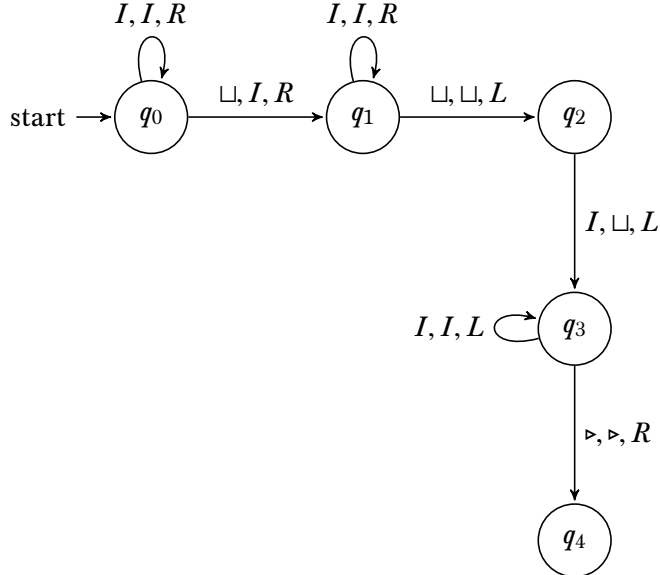 I, I, R I, I, R
start q₀ ⊔, I, R q₁ ⊔, ⊔, L q₂
I, ⊔, L
I, I, L q₃
▹, ▹, R
q₄